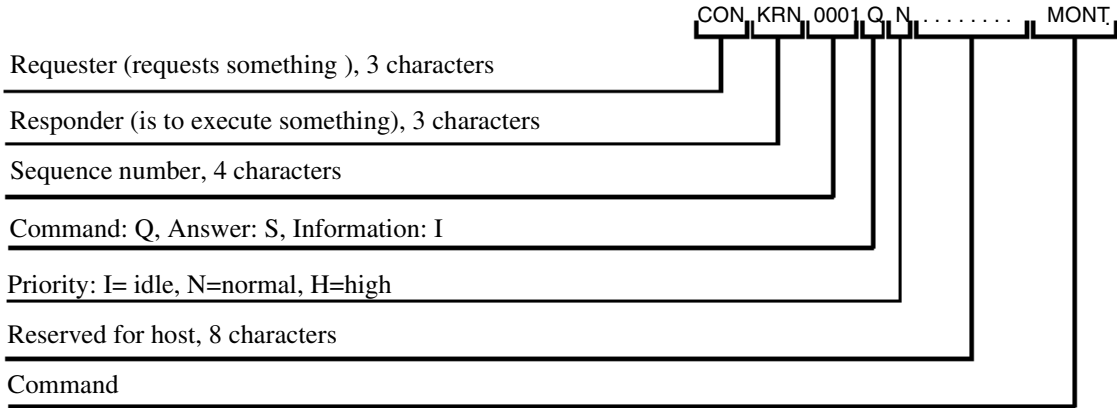 CON KRN 0001 Q N . . . . . . . . MONT
Requester (requests something ), 3 characters
Responder (is to execute something), 3 characters
Sequence number, 4 characters
Command: Q, Answer: S, Information: I
Priority: I= idle, N=normal, H=high
Reserved for host, 8 characters
Command